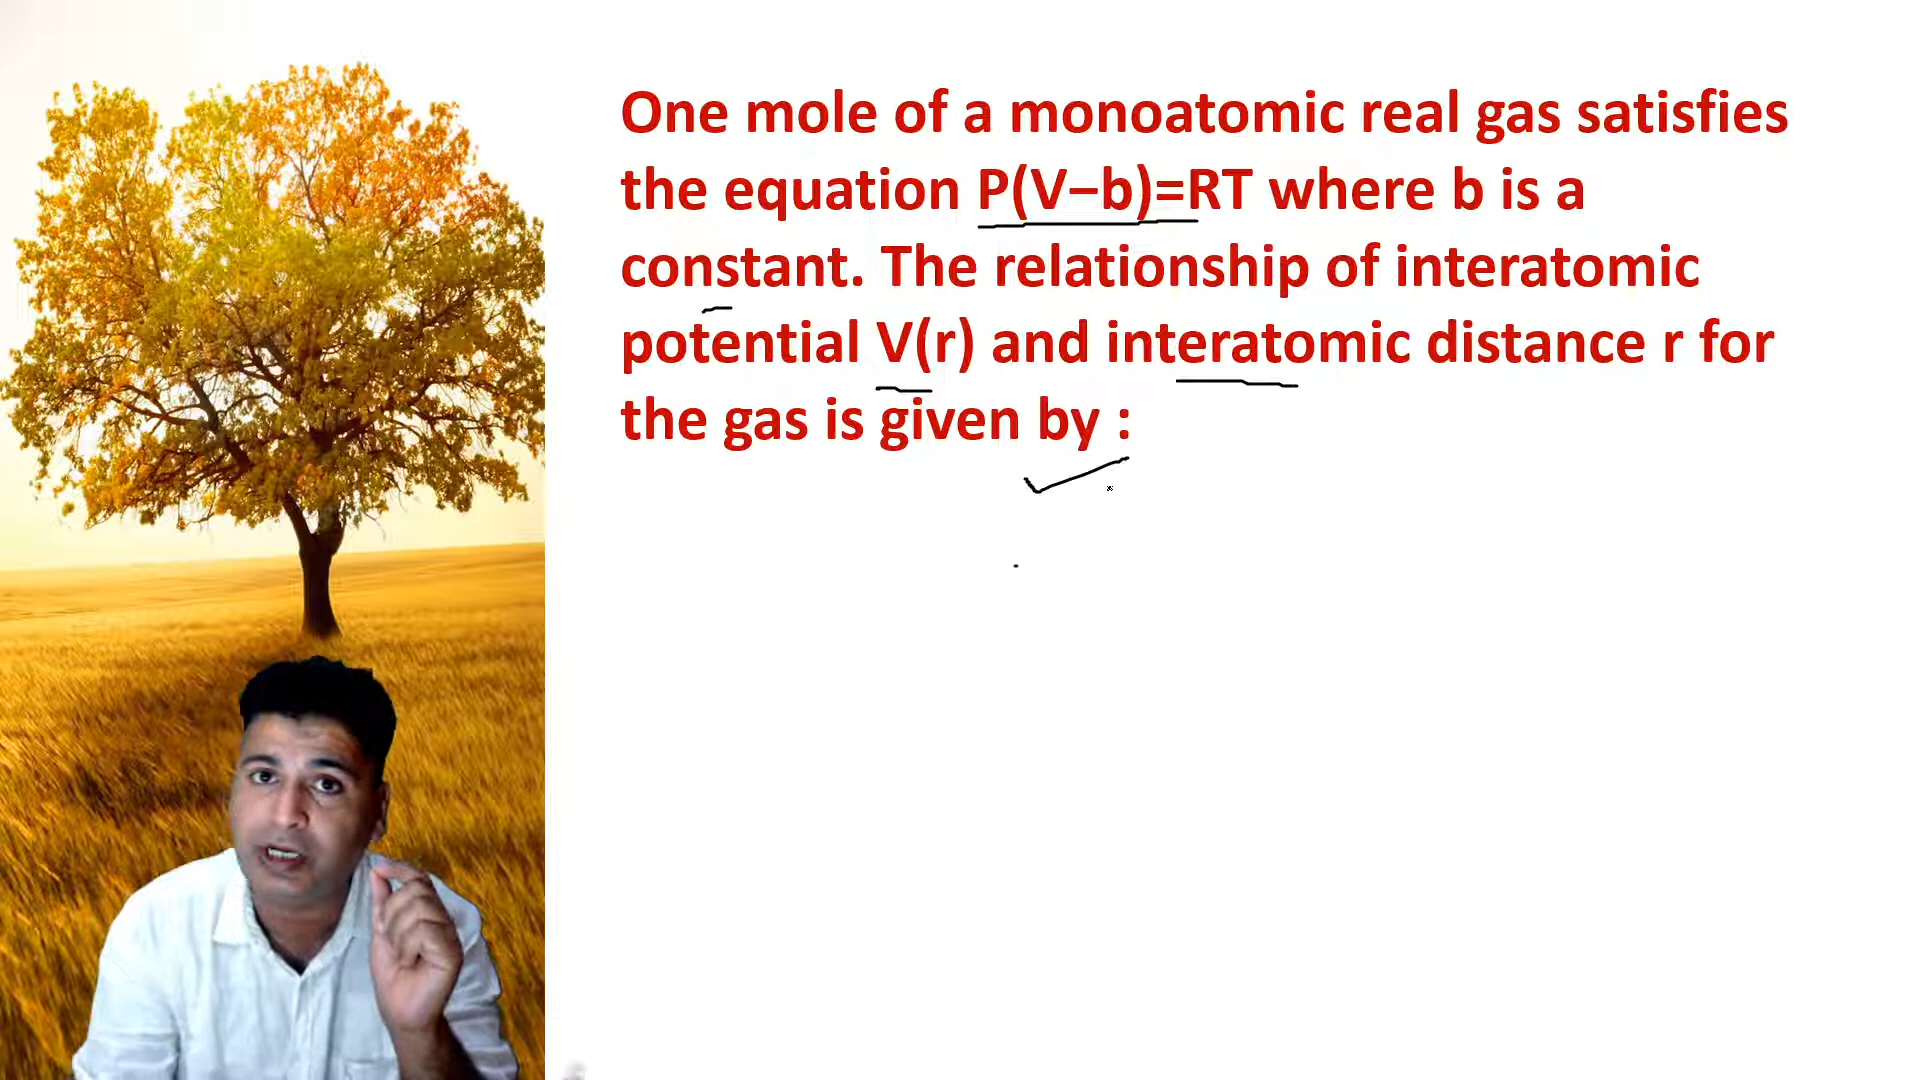 One mole of a monoatomic real gas satisfies
the equation P(V–b)=RT where b is a
constant. The relationship of interatomic
potential V(r) and interatomic distance r for
the gas is given by :